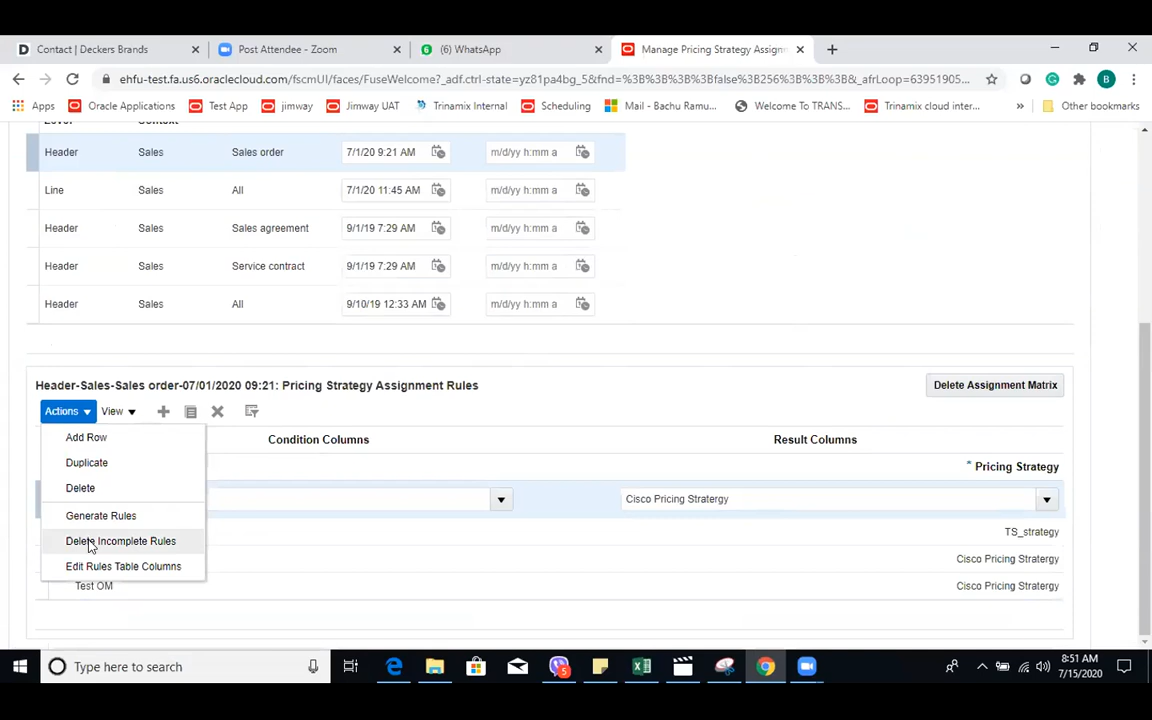 Contact | Deckers Brands
Post Attendee - Zoom
(6) WhatsApp
Manage Pricing Strategy Assignm
ehfu-test.fa.us6.oraclecloud.com/fscmUI/faces/FuseWelcome?_adf.ctrl-state=yz81pa4bg_5&fnd=%3B%3B%3B%3Bfalse%3B256%3B%3B%3B&_afrLoop=63951905...
B
Apps
Oracle Applications
Test App
jimway
Jimway UAT
Trinamix Internal
Scheduling
Mail - Bachu Ramu...
Welcome To TRANS...
Trinamix cloud inter...
»
Other bookmarks
Header Sales Sales order 7/1/20 9:21 AM m/d/yy h:mm a
Line Sales All 7/1/20 11:45 AM m/d/yy h:mm a
Header Sales Sales agreement 9/1/19 7:29 AM m/d/yy h:mm a
Header Sales Service contract 9/1/19 7:29 AM m/d/yy h:mm a
Header Sales All 9/10/19 12:33 AM m/d/yy h:mm a
Header-Sales-Sales order-07/01/2020 09:21: Pricing Strategy Assignment Rules
Delete Assignment Matrix
Actions View
Add Row
Duplicate
Delete
Generate Rules
Delete Incomplete Rules
Edit Rules Table Columns
Condition Columns
Result Columns
* Pricing Strategy
Cisco Pricing Stratergy
TS_strategy
Cisco Pricing Stratergy
Test OM
Cisco Pricing Stratergy
Type here to search
5
8:51 AM
7/15/2020